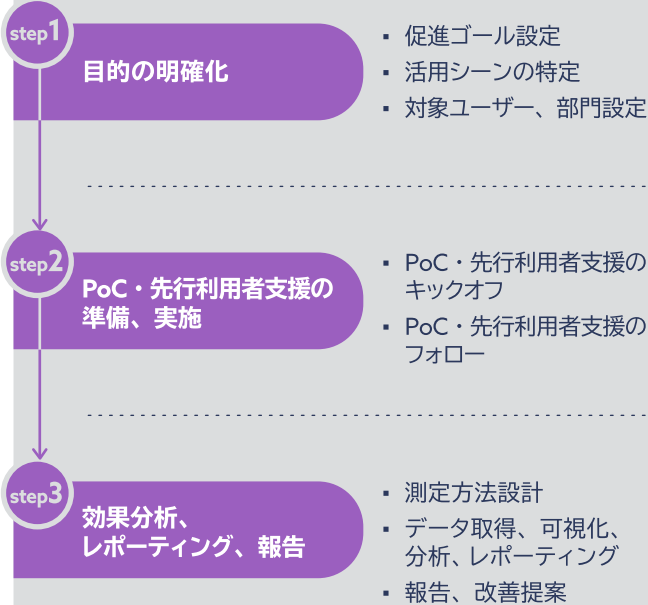 step1
目的の明確化
▪ 促進ゴール設定
▪ 活用シーンの特定
▪ 対象ユーザー、部門設定
step2
PoC・先行利用者支援の
準備、実施
▪ PoC・先行利用者支援の
キックオフ
▪ PoC・先行利用者支援の
フォロー
step3
効果分析、
レポーティング、報告
▪ 測定方法設計
▪ データ取得、可視化、
分析、レポーティング
▪ 報告、改善提案